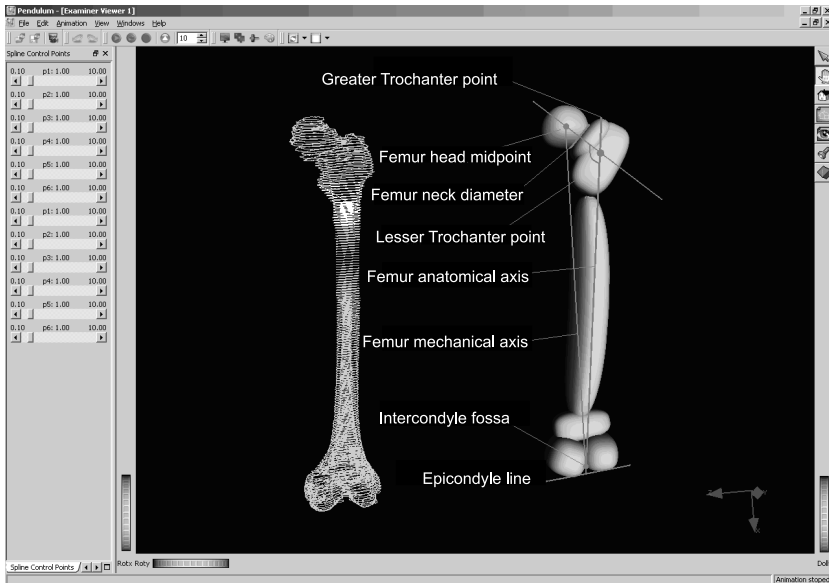 Pendulum - [Examiner Viewer 1]
File Edit Animation View Windows Help
10
Spline Control Points
0.10 p1: 1.00 10.00
0.10 p2: 1.00 10.00
0.10 p3: 1.00 10.00
0.10 p4: 1.00 10.00
0.10 p5: 1.00 10.00
0.10 p6: 1.00 10.00
0.10 p1: 1.00 10.00
0.10 p2: 1.00 10.00
0.10 p3: 1.00 10.00
0.10 p4: 1.00 10.00
0.10 p5: 1.00 10.00
0.10 p6: 1.00 10.00
Greater Trochanter point
Femur head midpoint
Femur neck diameter
Lesser Trochanter point
Femur anatomical axis
Femur mechanical axis
Intercondyle fossa
Epicondyle line
Spline Control Points
Rotx Roty
Doll
Animation stoped